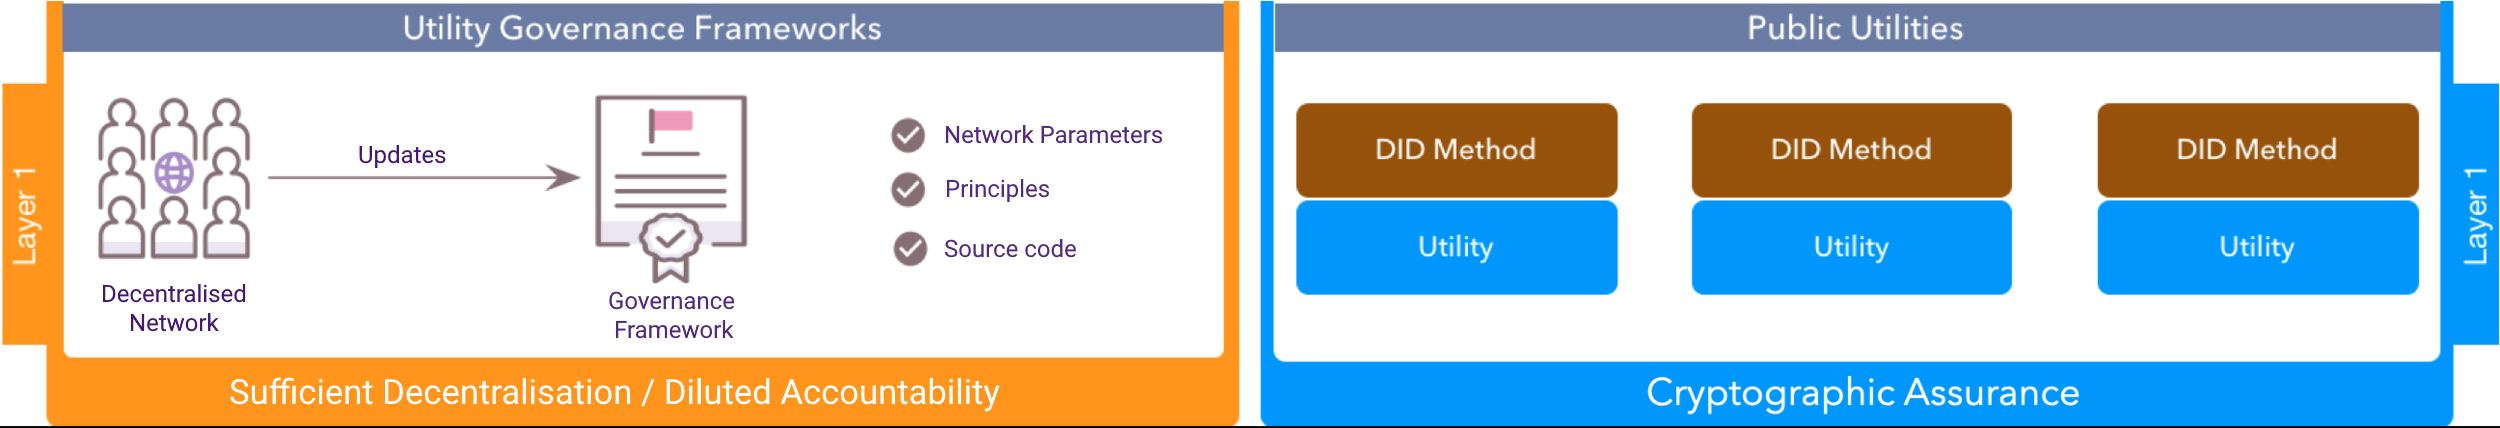 Utility Governance Frameworks
Layer 1
Updates
Decentralised
Network
Governance
Framework
Network Parameters
Principles
Source code
Sufficient Decentralisation / Diluted Accountability
Public Utilities
DID Method
DID Method
DID Method
Utility
Utility
Utility
Layer 1
Cryptographic Assurance